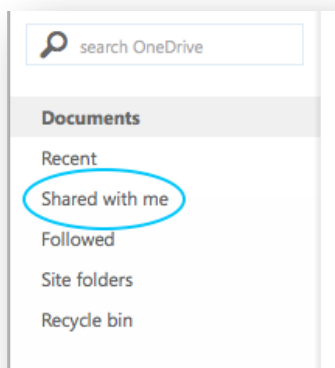 search OneDrive
Documents
Recent
Shared with me
Followed
Site folders
Recycle bin